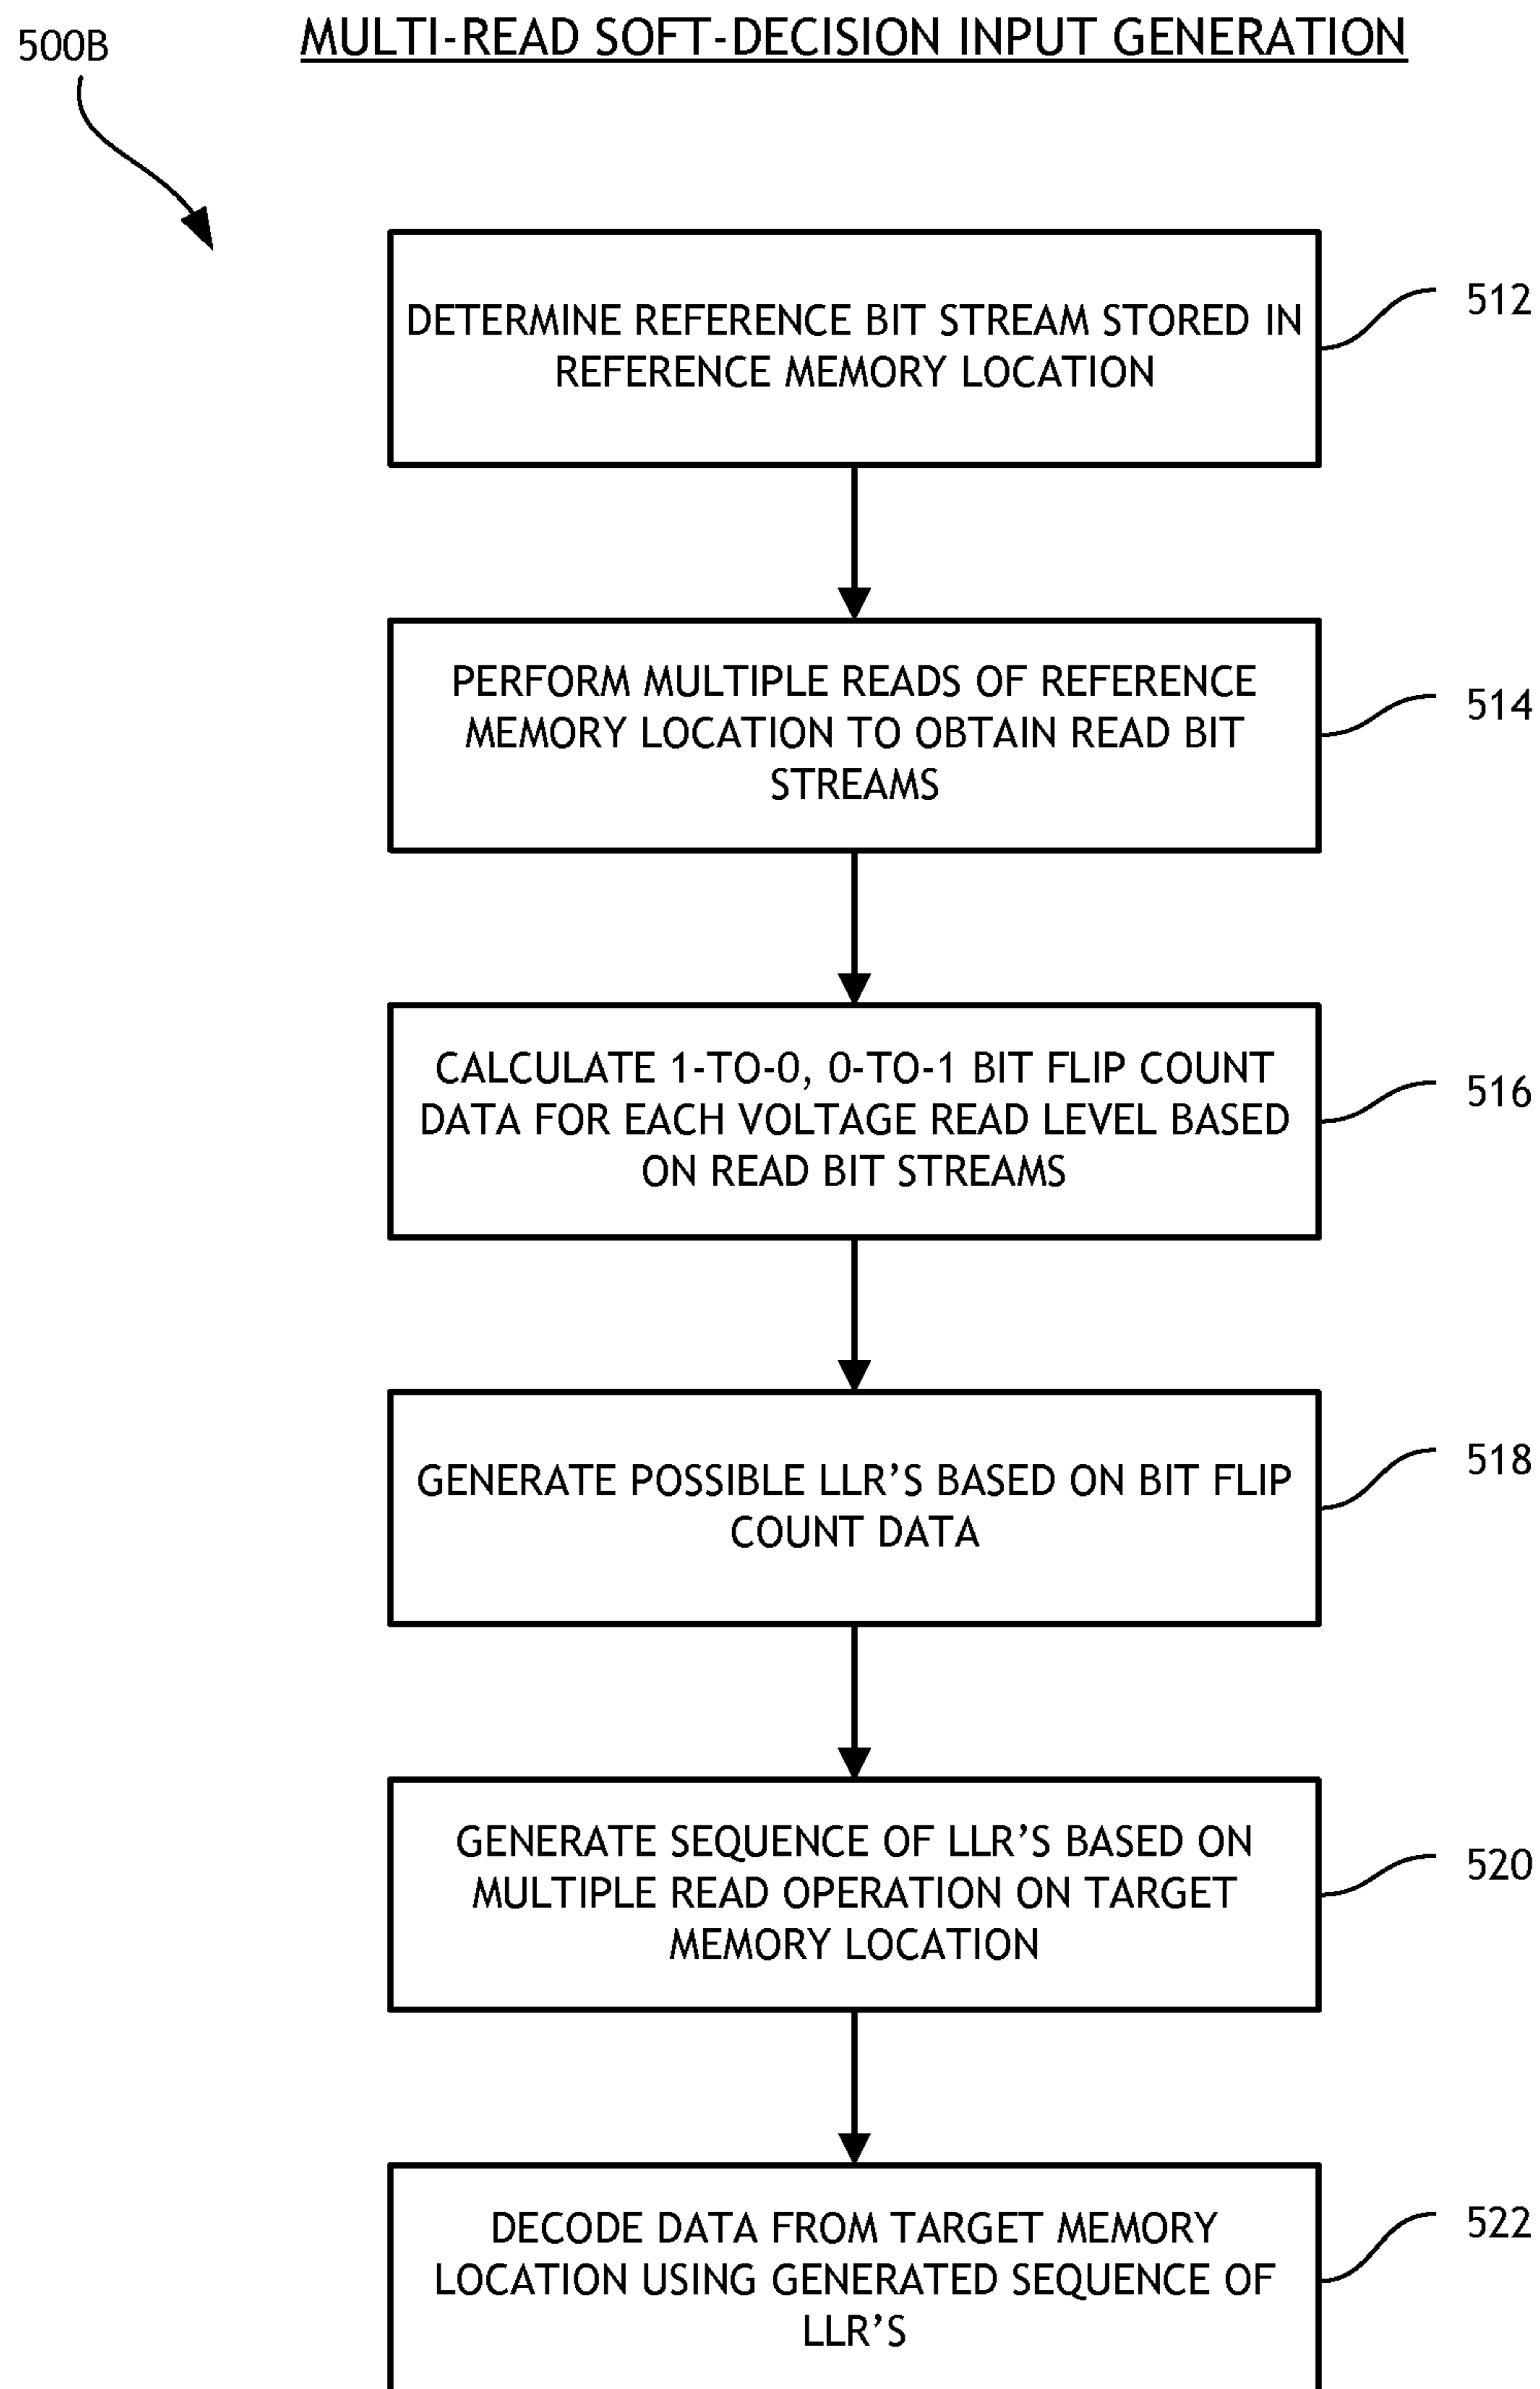 500B
MULTI-READ SOFT-DECISION INPUT GENERATION
DETERMINE REFERENCE BIT STREAM STORED IN
REFERENCE MEMORY LOCATION
512
PERFORM MULTIPLE READS OF REFERENCE
MEMORY LOCATION TO OBTAIN READ BIT
STREAMS
514
CALCULATE 1-TO-0, 0-TO-1 BIT FLIP COUNT
DATA FOR EACH VOLTAGE READ LEVEL BASED
ON READ BIT STREAMS
516
GENERATE POSSIBLE LLR'S BASED ON BIT FLIP
COUNT DATA
518
GENERATE SEQUENCE OF LLR'S BASED ON
MULTIPLE READ OPERATION ON TARGET
MEMORY LOCATION
520
DECODE DATA FROM TARGET MEMORY
LOCATION USING GENERATED SEQUENCE OF
LLR'S
522